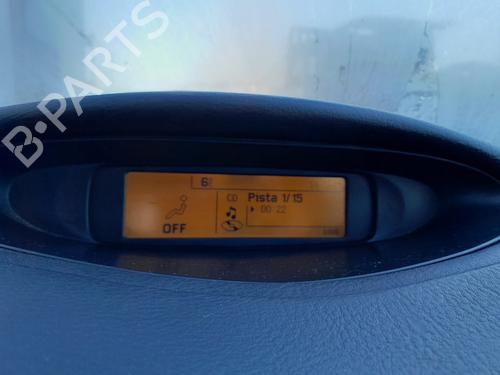 B-PARTS
6
CD Pista 1/15
00:22
OFF